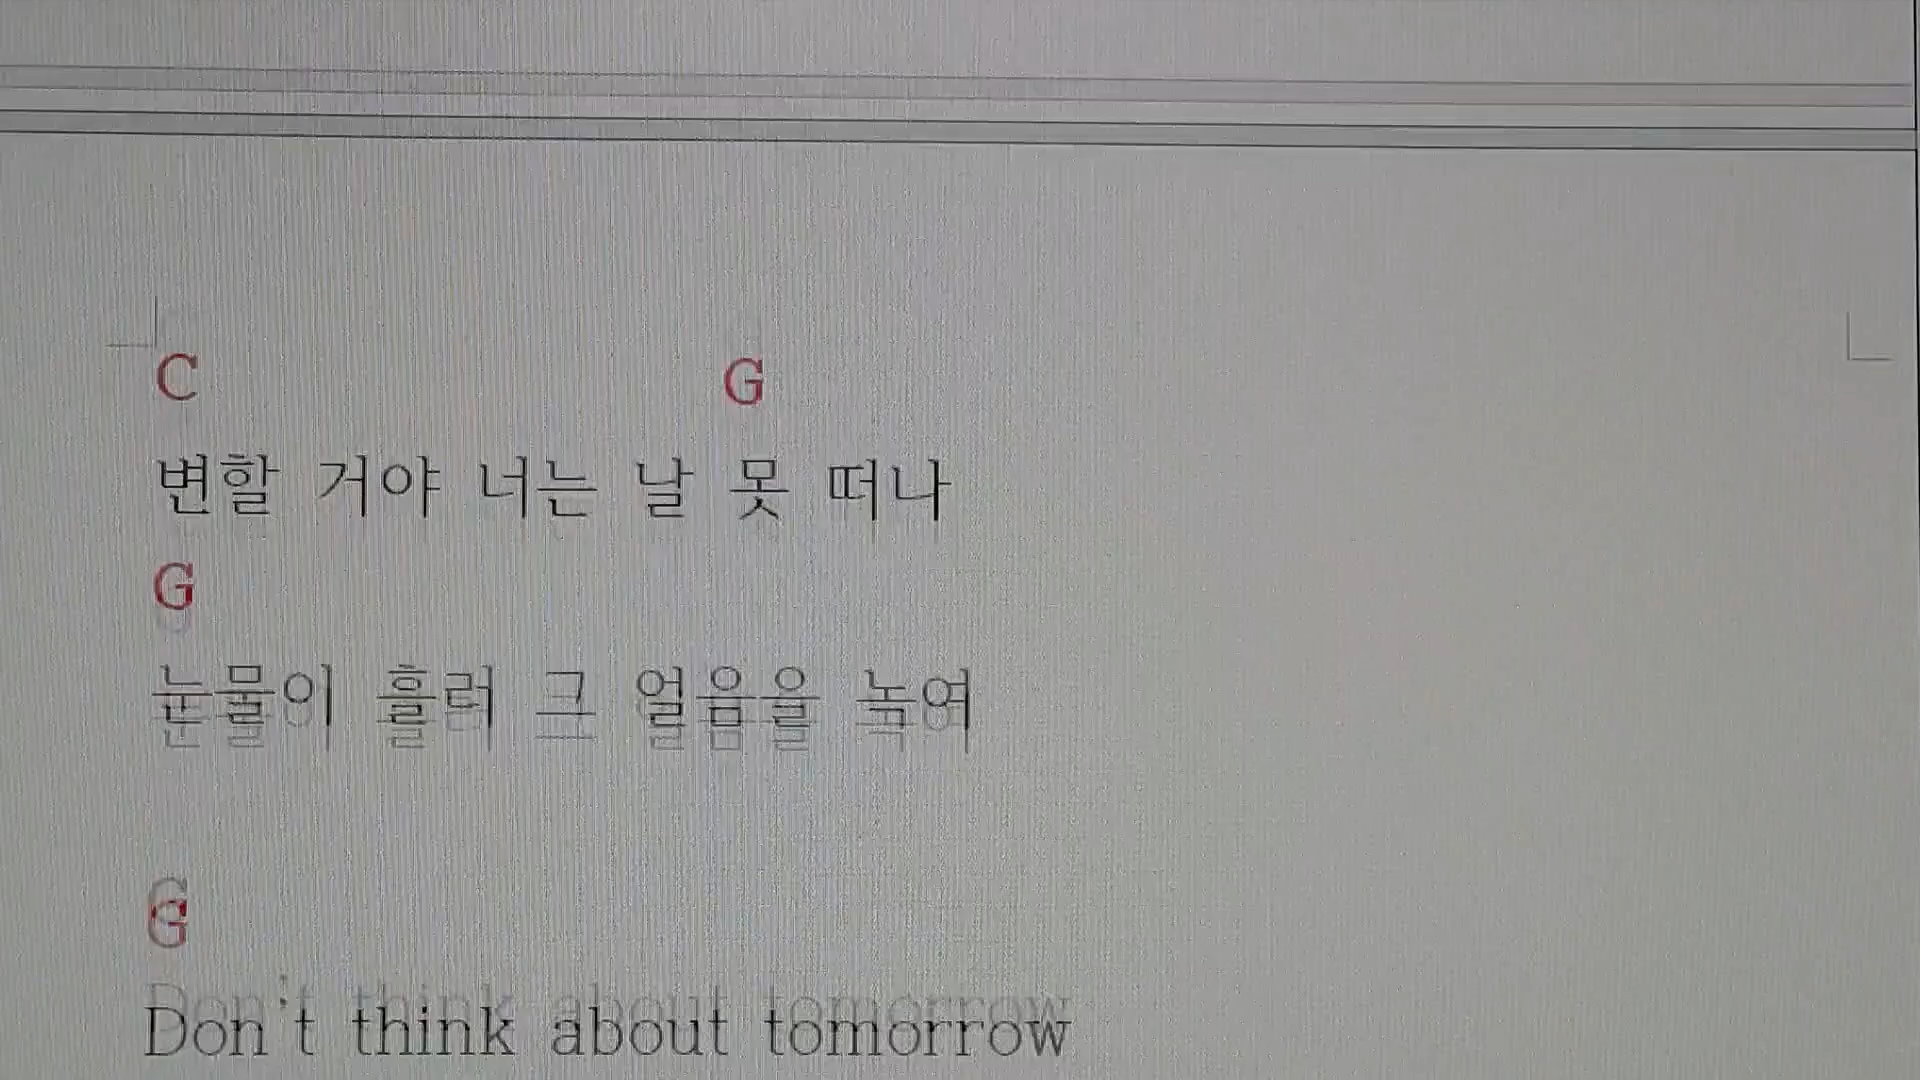 C G
변할 거야 너는 날 못 떠나
G
눈물이 흘러 그 얼음을 녹여
G
Don't think about tomorrow